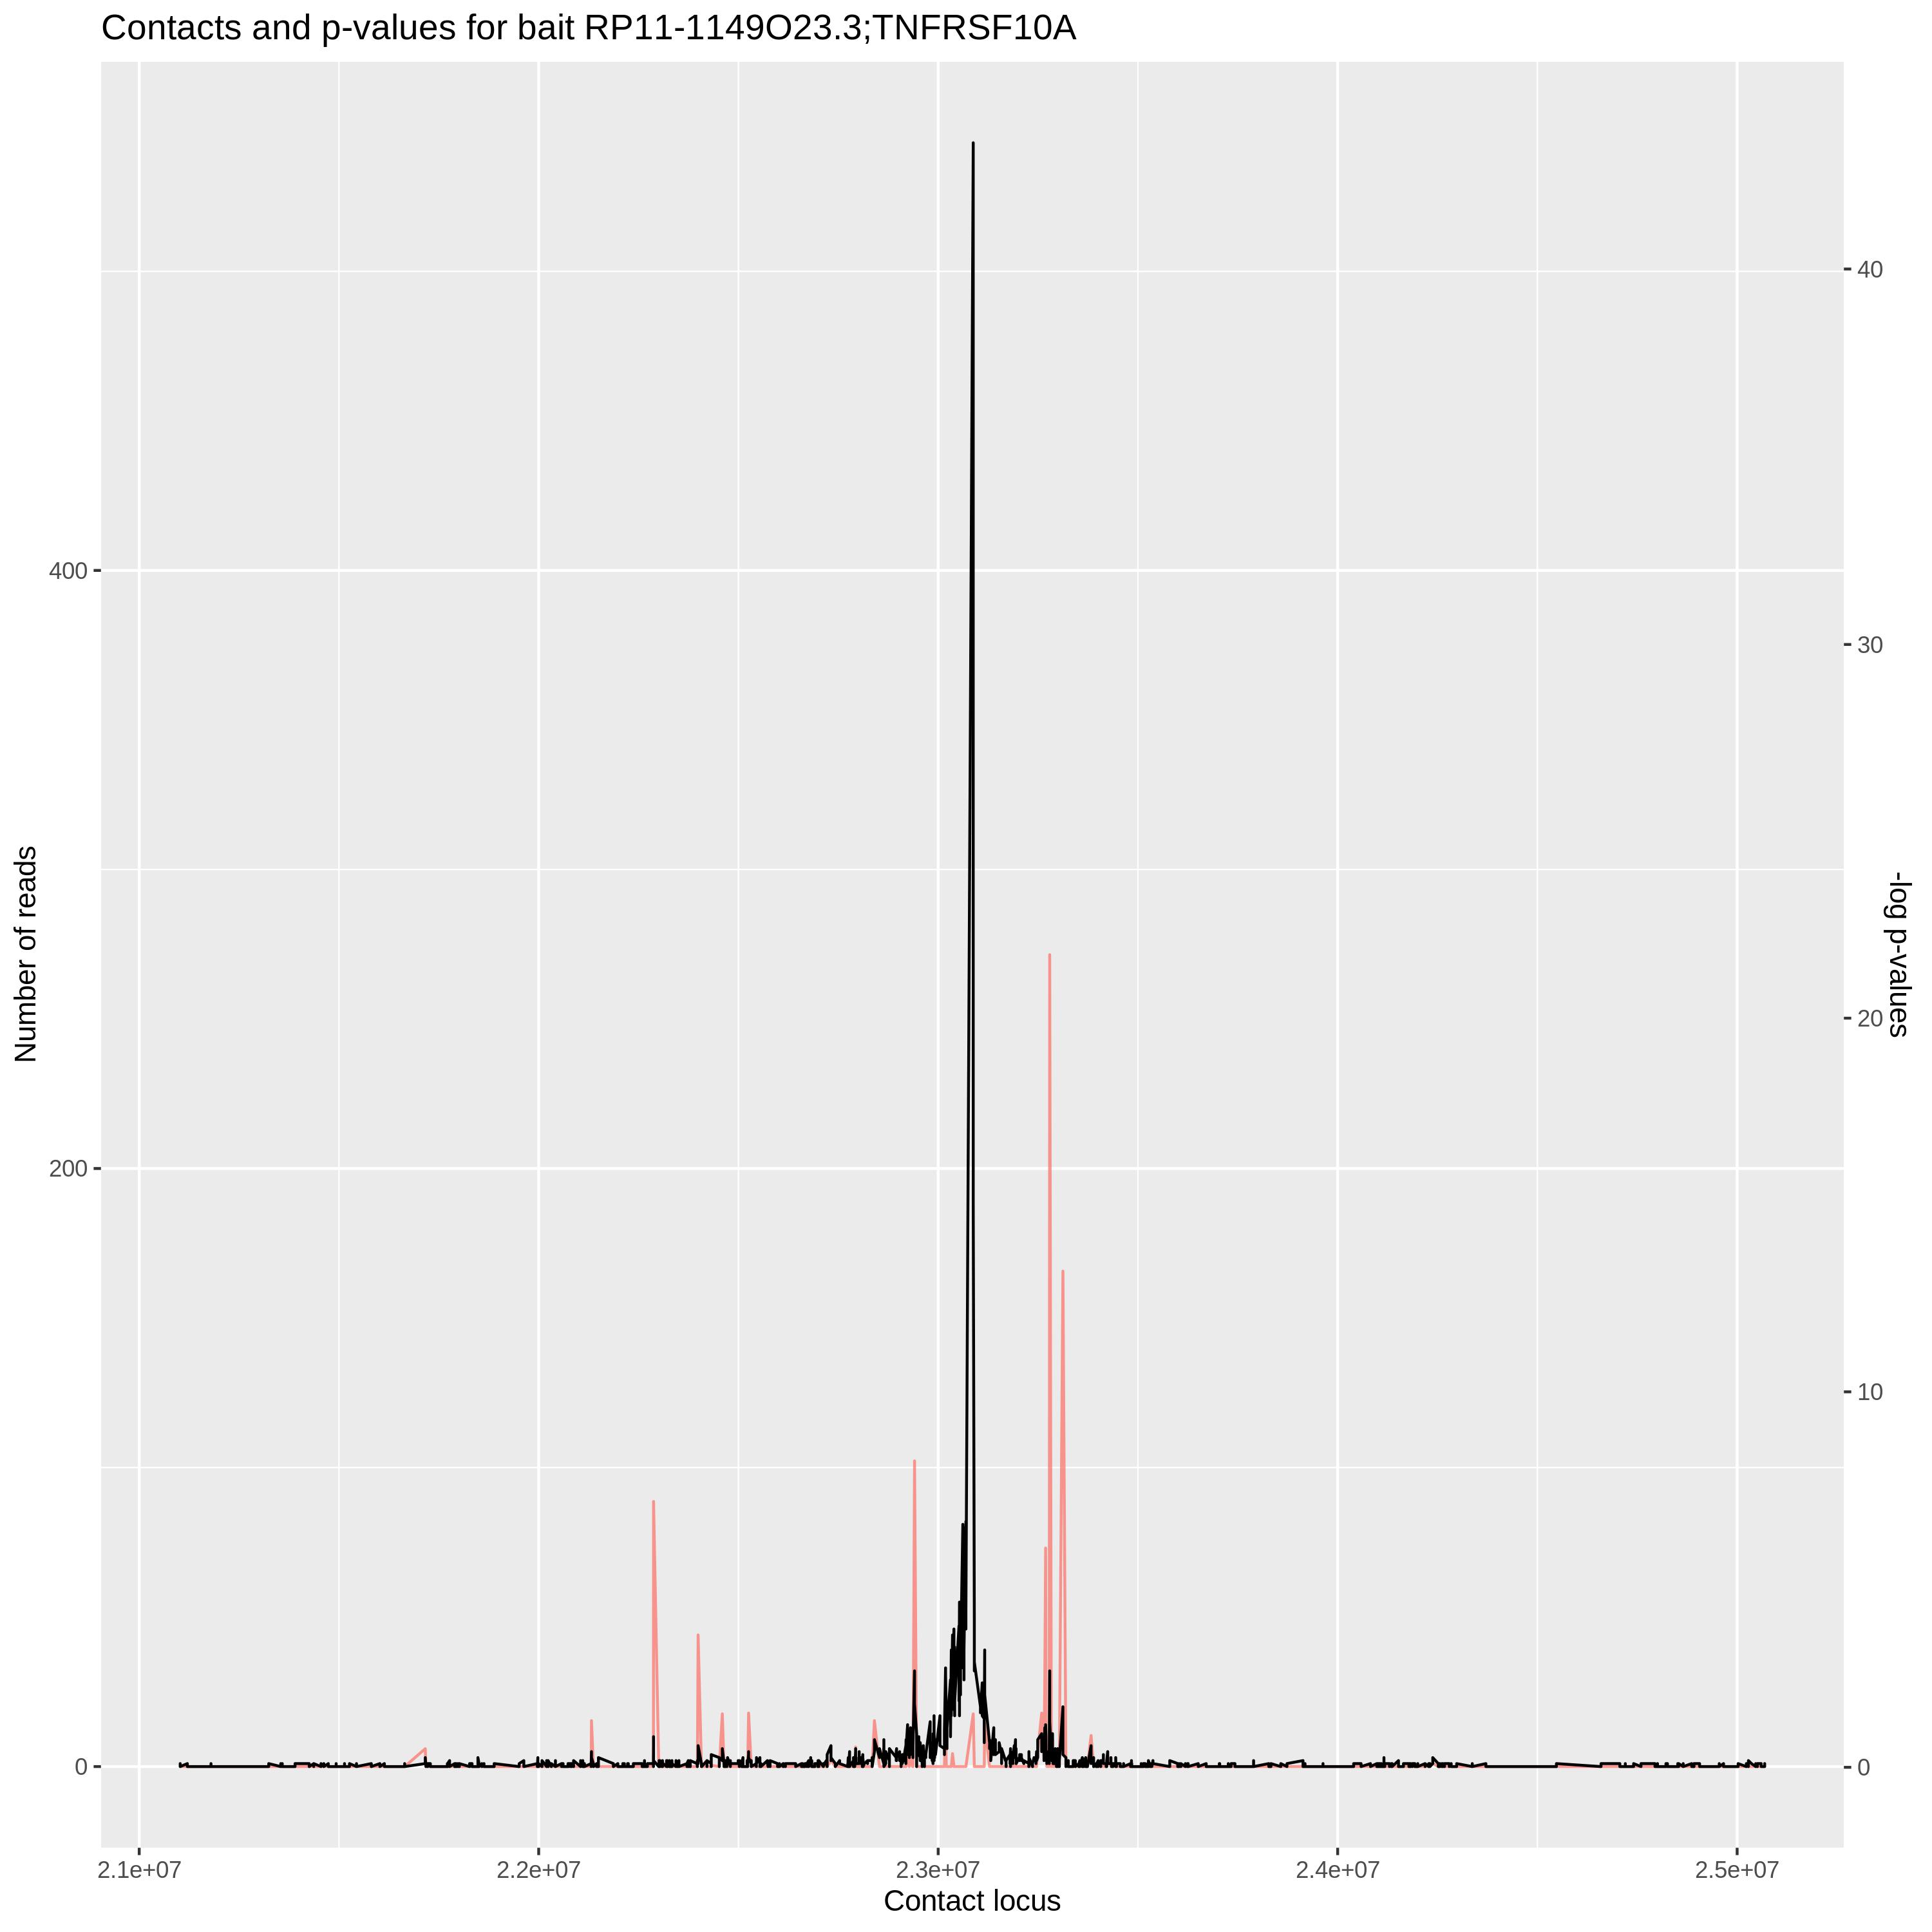 Contacts and p-values for bait RP11-1149O23.3;TNFRSF10A
Number of reads
400
200
0
40
30
20
10
0
-log p-values
2.1e+07 2.2e+07 2.3e+07 2.4e+07 2.5e+07
Contact locus